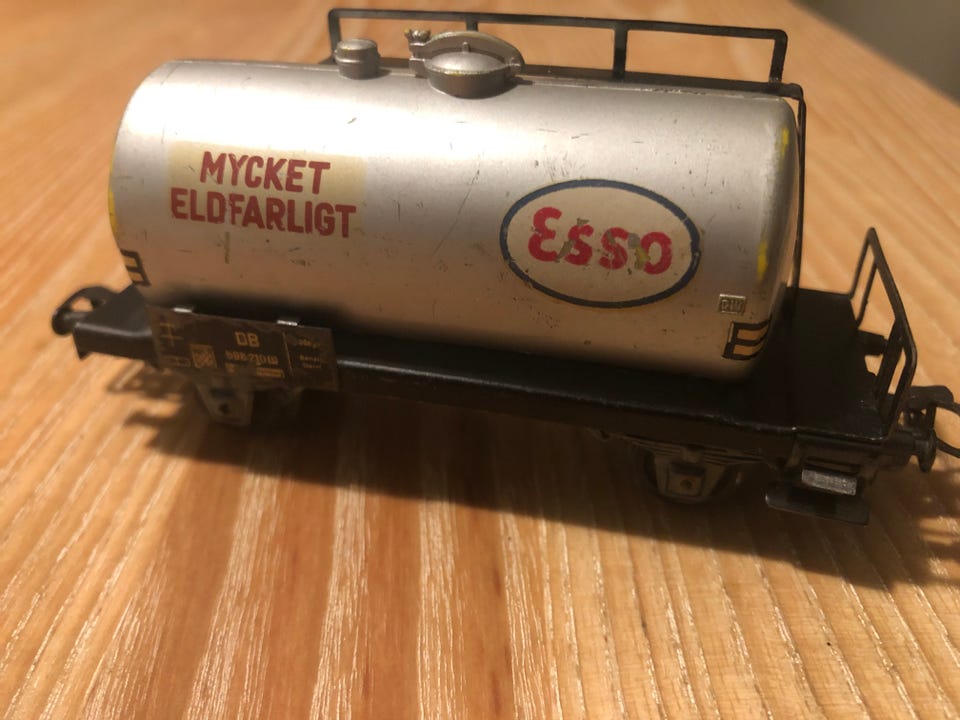 MYCKET
ELDFARLIGT
Esso
DB